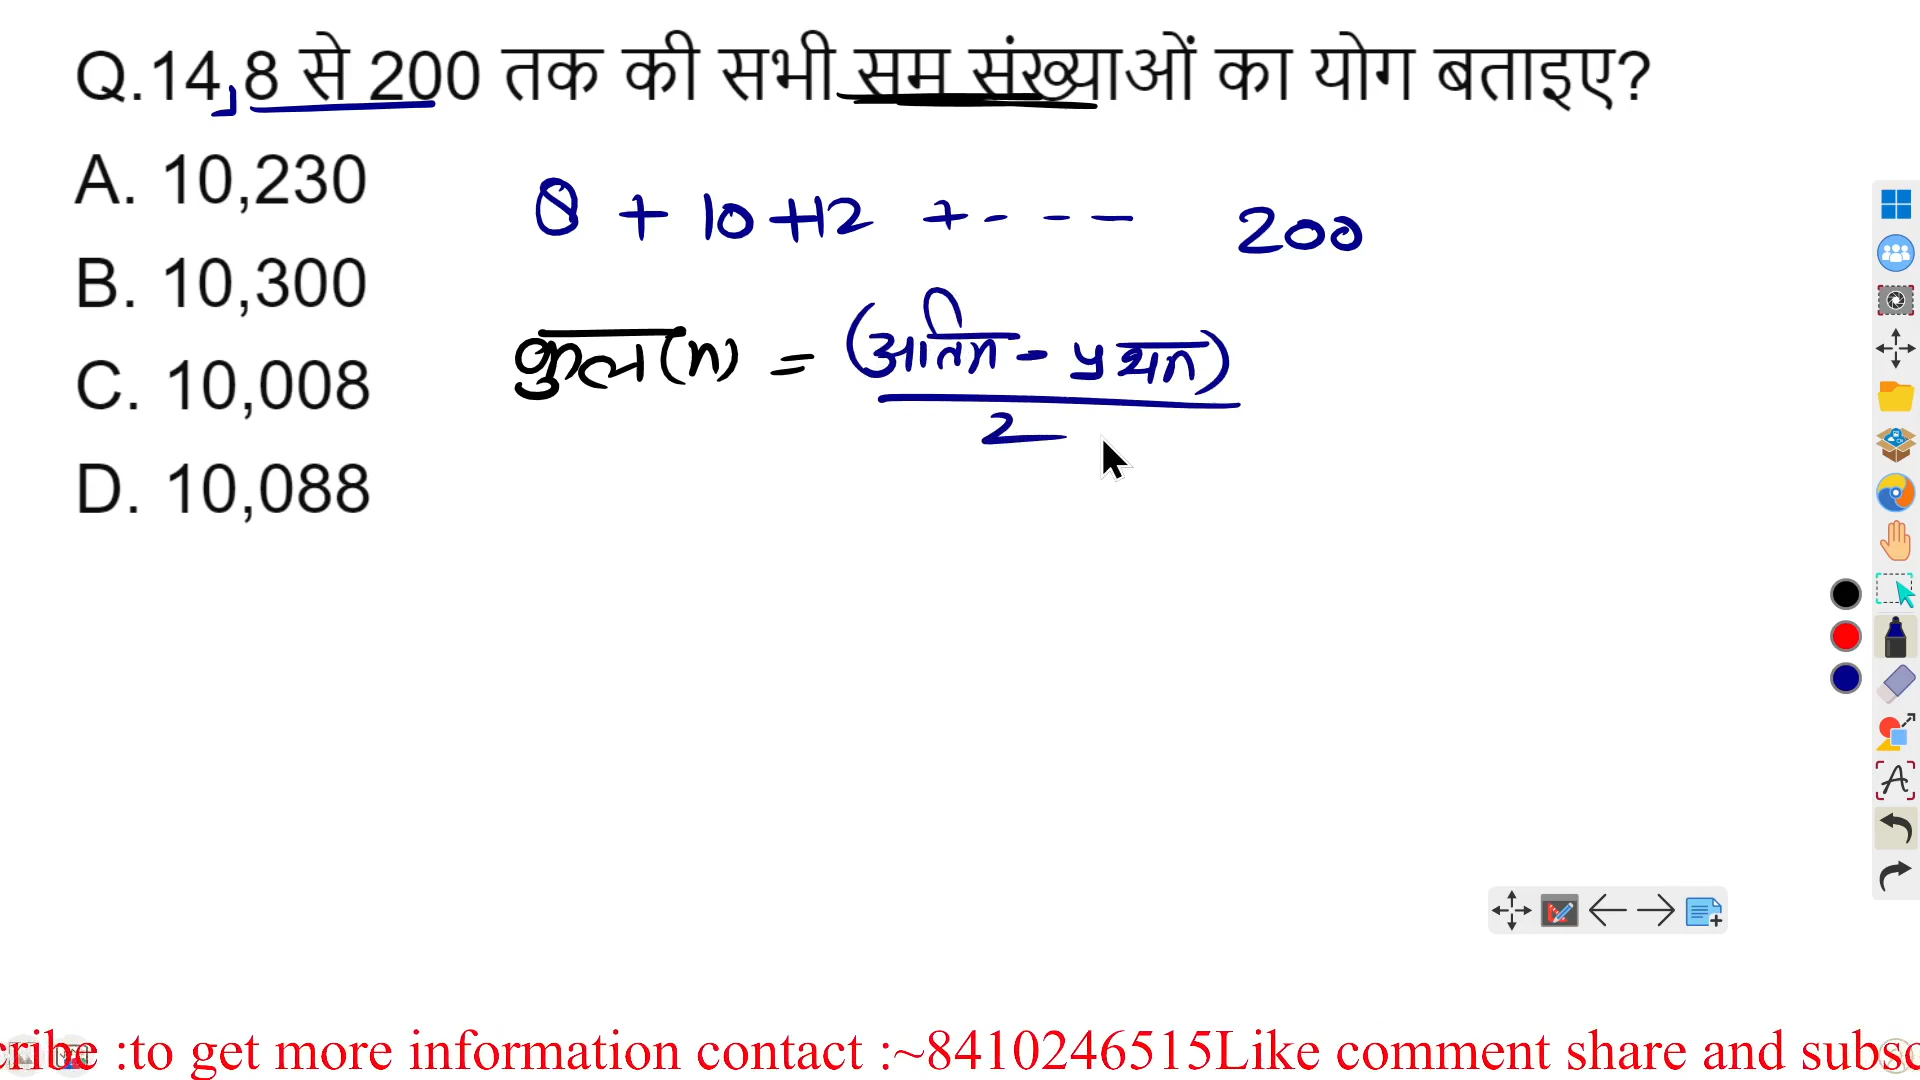 Q.14, 8 से 200 तक की सभी सम संख्याओं का योग बताइए?
A. 10,230
B. 10,300
C. 10,008
D. 10,088
8 + 10 + 12 + - - - 200
कुल (n) = (अंतिम - प्रथम)
2
cribe :to get more information contact :~8410246515Like comment share and subsc